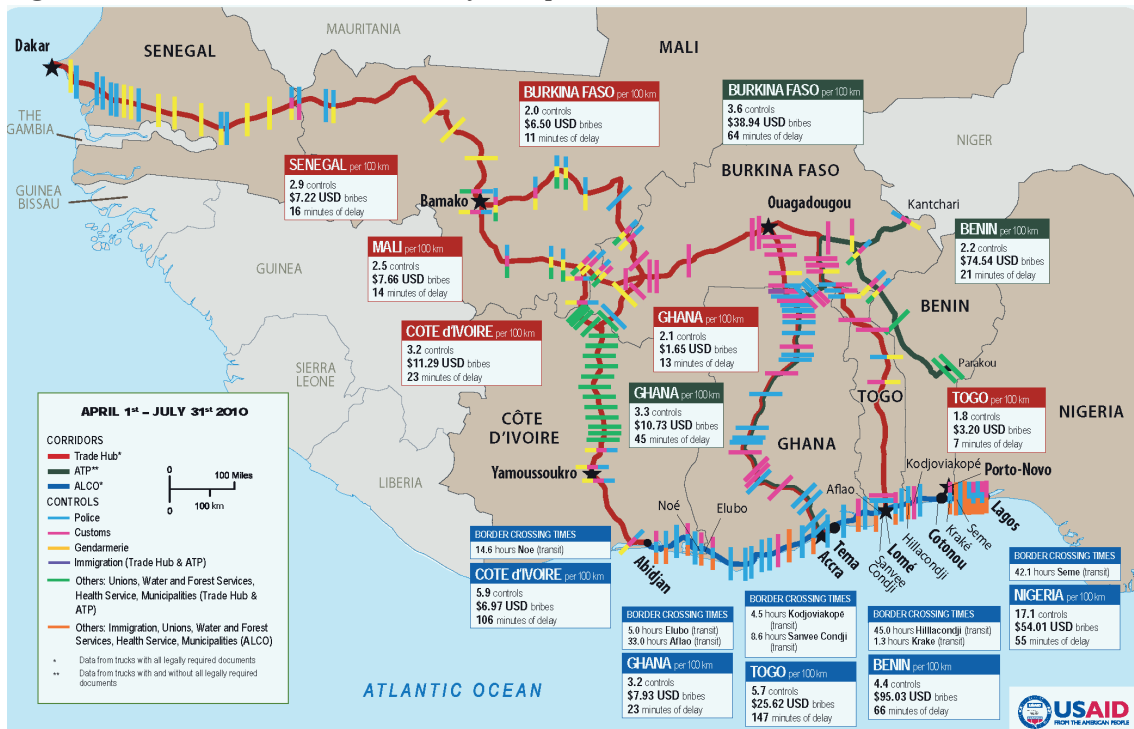 Dakar
SENEGAL
MAURITANIA
MALI
THE
GAMBIA
GUINEA
BISSAU
GUINEA
SIERRA
LEONE
LIBERIA
CÔTE
D'IVOIRE
BURKINA FASO
NIGER
BENIN
TOGO
GHANA
NIGERIA
Bamako
Ouagadougou
Kantchari
Parakou
Yamoussoukro
Abidjan
Noé
Elubo
Accra
Tema
Aflao
Lomé
Kodjoviakopé
Sanvee
Condji
Hillacondji
Cotonou
Porto-Novo
Kraké
Seme
Lagos
SENEGAL per 100 km
2.9 controls
$7.22 USD bribes
16 minutes of delay
MALI per 100 km
2.5 controls
$7.66 USD bribes
14 minutes of delay
BURKINA FASO per 100 km
2.0 controls
$6.50 USD bribes
11 minutes of delay
BURKINA FASO per 100 km
3.6 controls
$38.94 USD bribes
64 minutes of delay
BENIN per 100 km
2.2 controls
$74.54 USD bribes
21 minutes of delay
COTE d'IVOIRE per 100 km
3.2 controls
$11.29 USD bribes
23 minutes of delay
GHANA per 100 km
2.1 controls
$1.65 USD bribes
13 minutes of delay
GHANA per 100 km
3.3 controls
$10.73 USD bribes
45 minutes of delay
TOGO per 100 km
1.8 controls
$3.20 USD bribes
7 minutes of delay
BORDER CROSSING TIMES
14.6 hours Noe (transit)
COTE d'IVOIRE per 100 km
5.9 controls
$6.97 USD bribes
106 minutes of delay
BORDER CROSSING TIMES
5.0 hours Elubo (transit)
33.0 hours Aflao (transit)
GHANA per 100 km
3.2 controls
$7.93 USD bribes
23 minutes of delay
BORDER CROSSING TIMES
4.5 hours Kodjoviakopé
(transit)
8.6 hours Sanvee Condji
(transit)
TOGO per 100 km
5.7 controls
$25.62 USD bribes
147 minutes of delay
BORDER CROSSING TIMES
45.0 hours Hillacondji (transit)
1.3 hours Krake (transit)
BENIN per 100 km
4.4 controls
$95.03 USD bribes
66 minutes of delay
BORDER CROSSING TIMES
42.1 hours Seme (transit)
NIGERIA per 100 km
17.1 controls
$54.01 USD bribes
55 minutes of delay
APRIL 1st – JULY 31st 2010
CORRIDORS
Trade Hub*
ATP**
ALCO*
0 100 Miles
0 100 km
CONTROLS
Police
Customs
Gendarmerie
Immigration (Trade Hub & ATP)
Others: Unions, Water and Forest Services,
Health Service, Municipalities (Trade Hub &
ATP)
Others: Immigration, Unions, Water and Forest
Services, Health Service, Municipalities (ALCO)
* Data from trucks with all legally required documents
** Data from trucks with and without all legally required
documents
ATLANTIC OCEAN
USAID
FROM THE AMERICAN PEOPLE